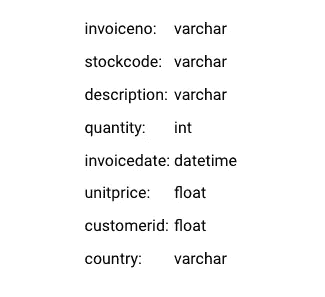 invoiceno: varchar
stockcode: varchar
description: varchar
quantity: int
invoicedate: datetime
unitprice: float
customerid: float
country: varchar